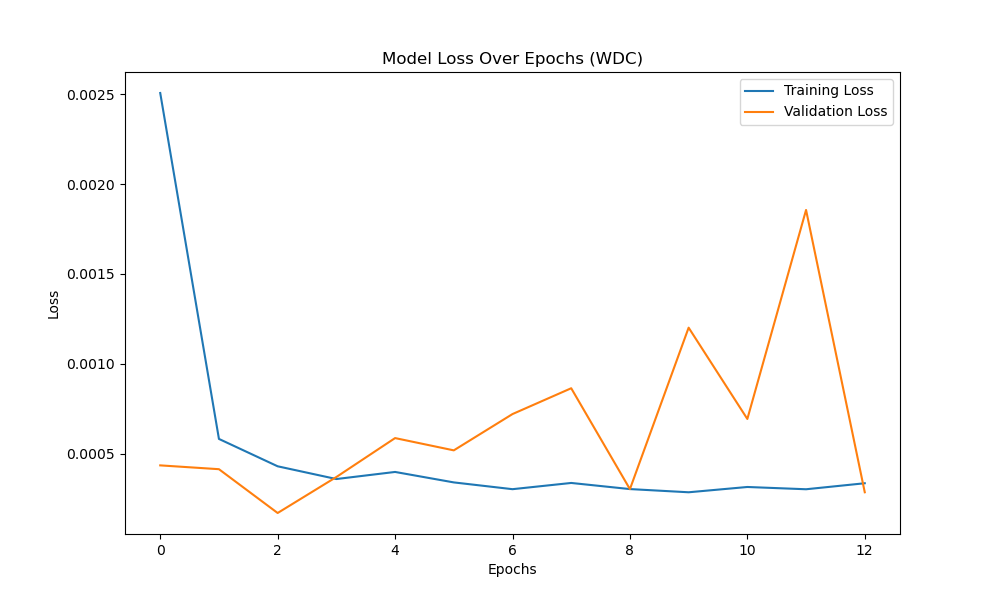 Model Loss Over Epochs (WDC)
Training Loss
Validation Loss
0.0025
0.0020
0.0015
0.0010
0.0005
Loss
0 2 4 6 8 10 12
Epochs